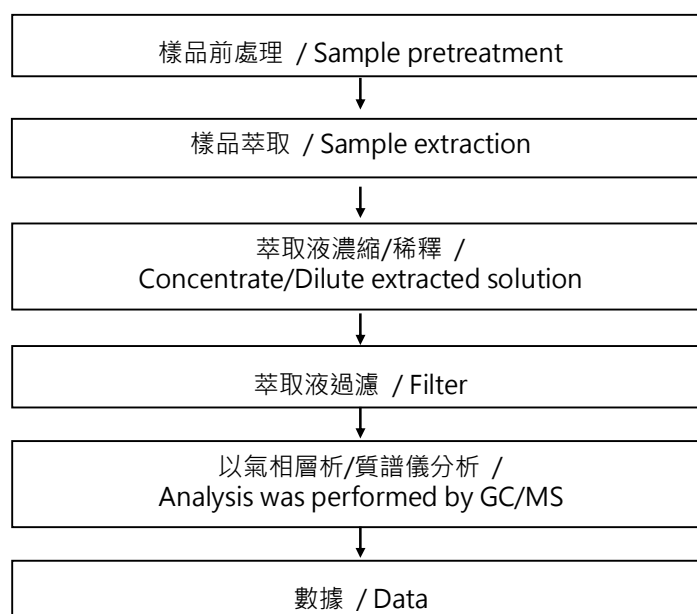 樣品前處理 / Sample pretreatment
樣品萃取 / Sample extraction
萃取液濃縮/稀釋 /
Concentrate/Dilute extracted solution
萃取液過濾 / Filter
以氣相層析/質譜儀分析 /
Analysis was performed by GC/MS
數據 / Data